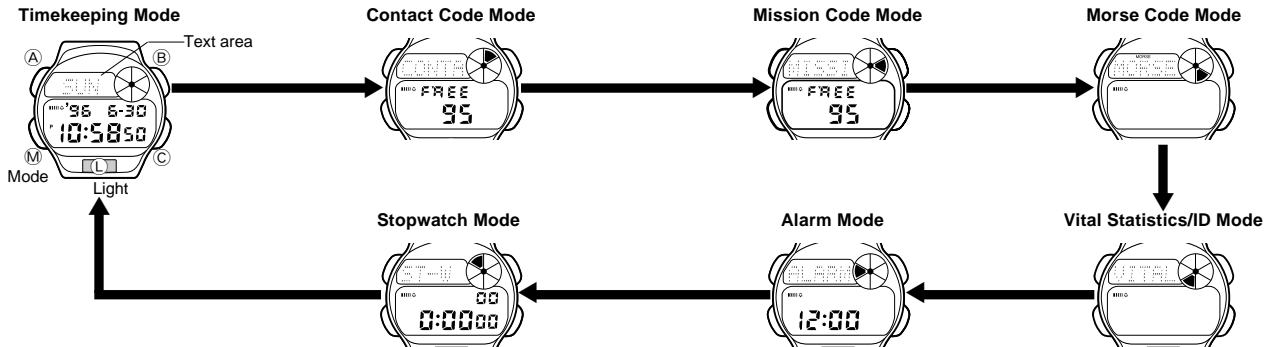 Timekeeping Mode
Contact Code Mode
Mission Code Mode
Morse Code Mode
Text area
A
B
SUN
CONTA
MISSI
MORSE
MORSE
FREE
FREE
'96 6-30
95
95
P 10:58 50
M
C
Mode
L
Light
Stopwatch Mode
Alarm Mode
Vital Statistics/ID Mode
ST-W
ALARM
VITAL
00
0:00 00
12:00